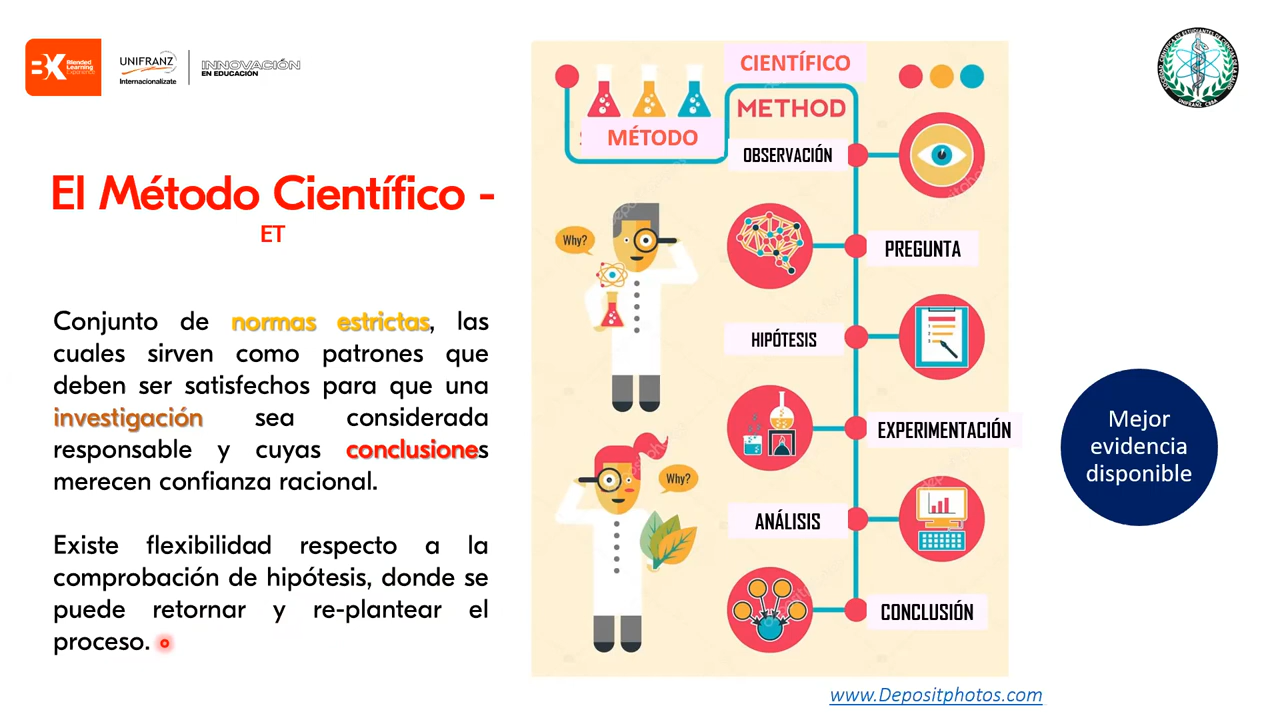 BX Blended Learning Experience
UNIFRANZ
Internacionalízate
INNOVACIÓN
EN EDUCACIÓN
El Método Científico -
ET
Conjunto de normas estrictas, las
cuales sirven como patrones que
deben ser satisfechos para que una
investigación sea considerada
responsable y cuyas conclusiones
merecen confianza racional.
Existe flexibilidad respecto a la
comprobación de hipótesis, donde se
puede retornar y re-plantear el
proceso.
CIENTÍFICO
METHOD
MÉTODO
OBSERVACIÓN
Why?
PREGUNTA
HIPÓTESIS
EXPERIMENTACIÓN
Why?
ANÁLISIS
CONCLUSIÓN
Mejor
evidencia
disponible
www.Depositphotos.com